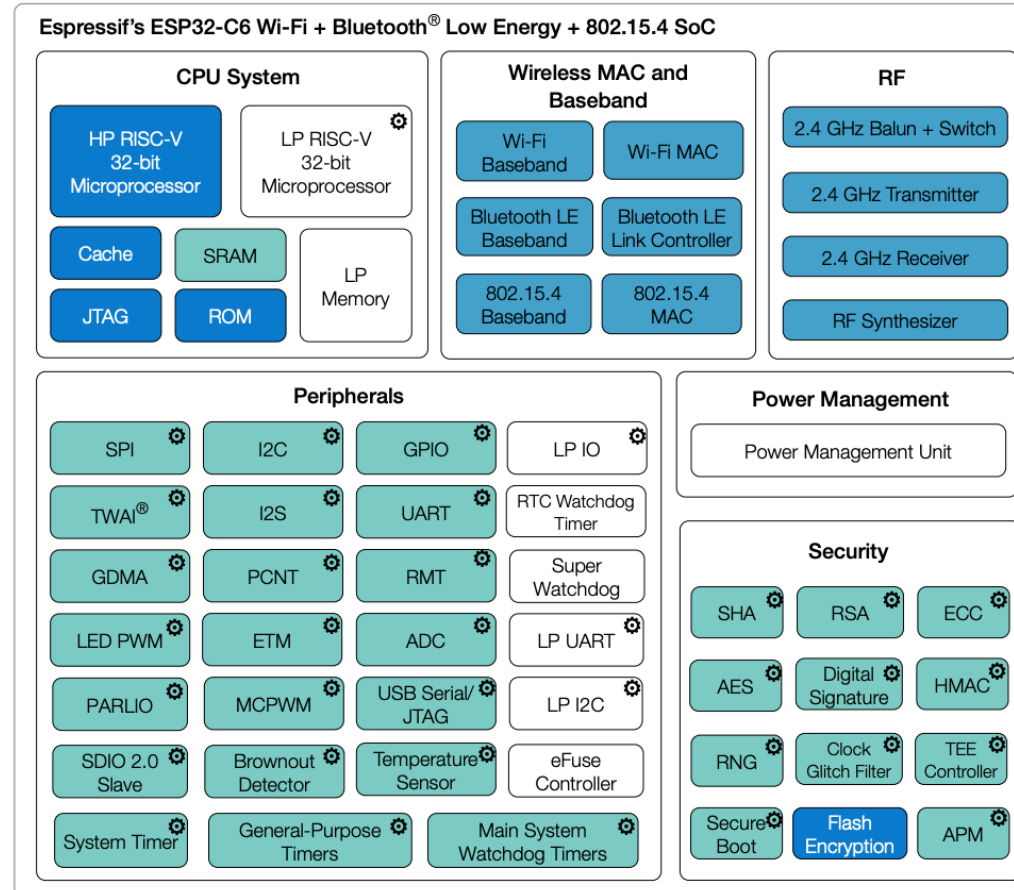 Espressif's ESP32-C6 Wi-Fi + Bluetooth® Low Energy + 802.15.4 SoC
CPU System
HP RISC-V
32-bit
Microprocessor
LP RISC-V
32-bit
Microprocessor
Cache
SRAM
LP
Memory
JTAG
ROM
Wireless MAC and
Baseband
Wi-Fi
Baseband
Wi-Fi MAC
Bluetooth LE
Baseband
Bluetooth LE
Link Controller
802.15.4
Baseband
802.15.4
MAC
RF
2.4 GHz Balun + Switch
2.4 GHz Transmitter
2.4 GHz Receiver
RF Synthesizer
Peripherals
SPI
I2C
GPIO
LP IO
TWAI®
I2S
UART
RTC Watchdog
Timer
GDMA
PCNT
RMT
Super
Watchdog
LED PWM
ETM
ADC
LP UART
PARLIO
MCPWM
USB Serial/
JTAG
LP I2C
SDIO 2.0
Slave
Brownout
Detector
Temperature
Sensor
eFuse
Controller
System Timer
General-Purpose
Timers
Main System
Watchdog Timers
Power Management
Power Management Unit
Security
SHA
RSA
ECC
AES
Digital
Signature
HMAC
RNG
Clock
Glitch Filter
TEE
Controller
Secure
Boot
Flash
Encryption
APM